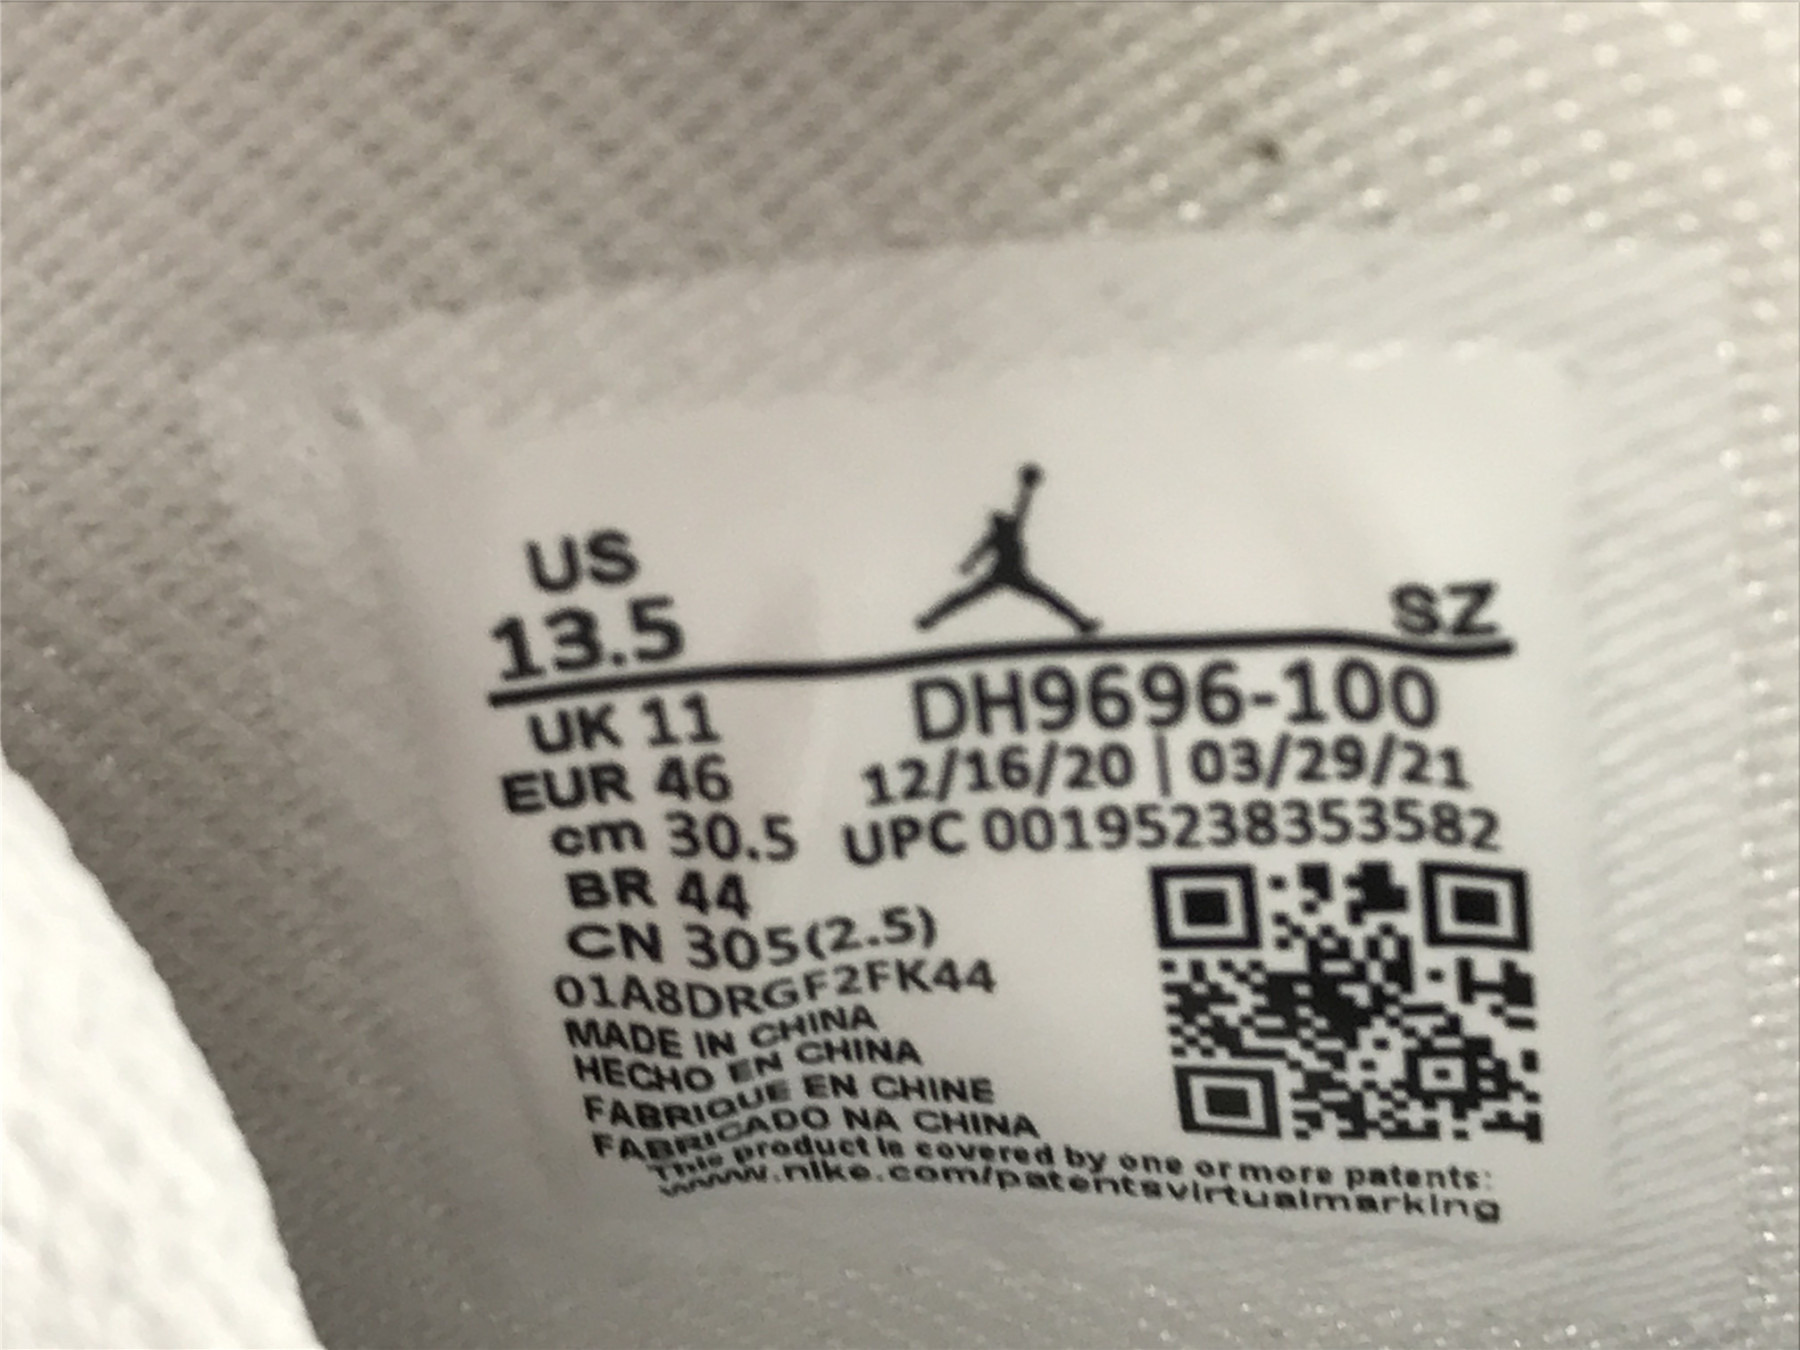 US
13.5
SZ
UK 11
DH9696-100
EUR 46
12/16/20 | 03/29/21
cm 30.5
UPC 00195238353582
BR 44
CN 305(2.5)
01A8DRGF2FK44
MADE IN CHINA
HECHO EN CHINA
FABRIQUE EN CHINE
FABRICADO NA CHINA
This product is covered by one or more patents:
www.nike.com/patentsvirtualmarking